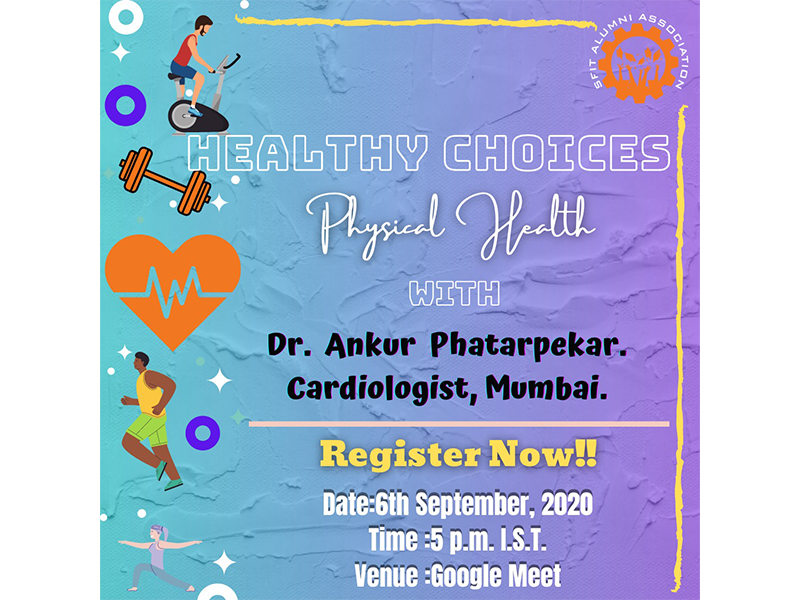 SFIT ALUMNI ASSOCIATION
HEALTHY CHOICES
Physical Health
WITH
Dr. Ankur Phatarpekar.
Cardiologist, Mumbai.
Register Now!!
Date:6th September, 2020
Time :5 p.m. I.S.T.
Venue :Google Meet